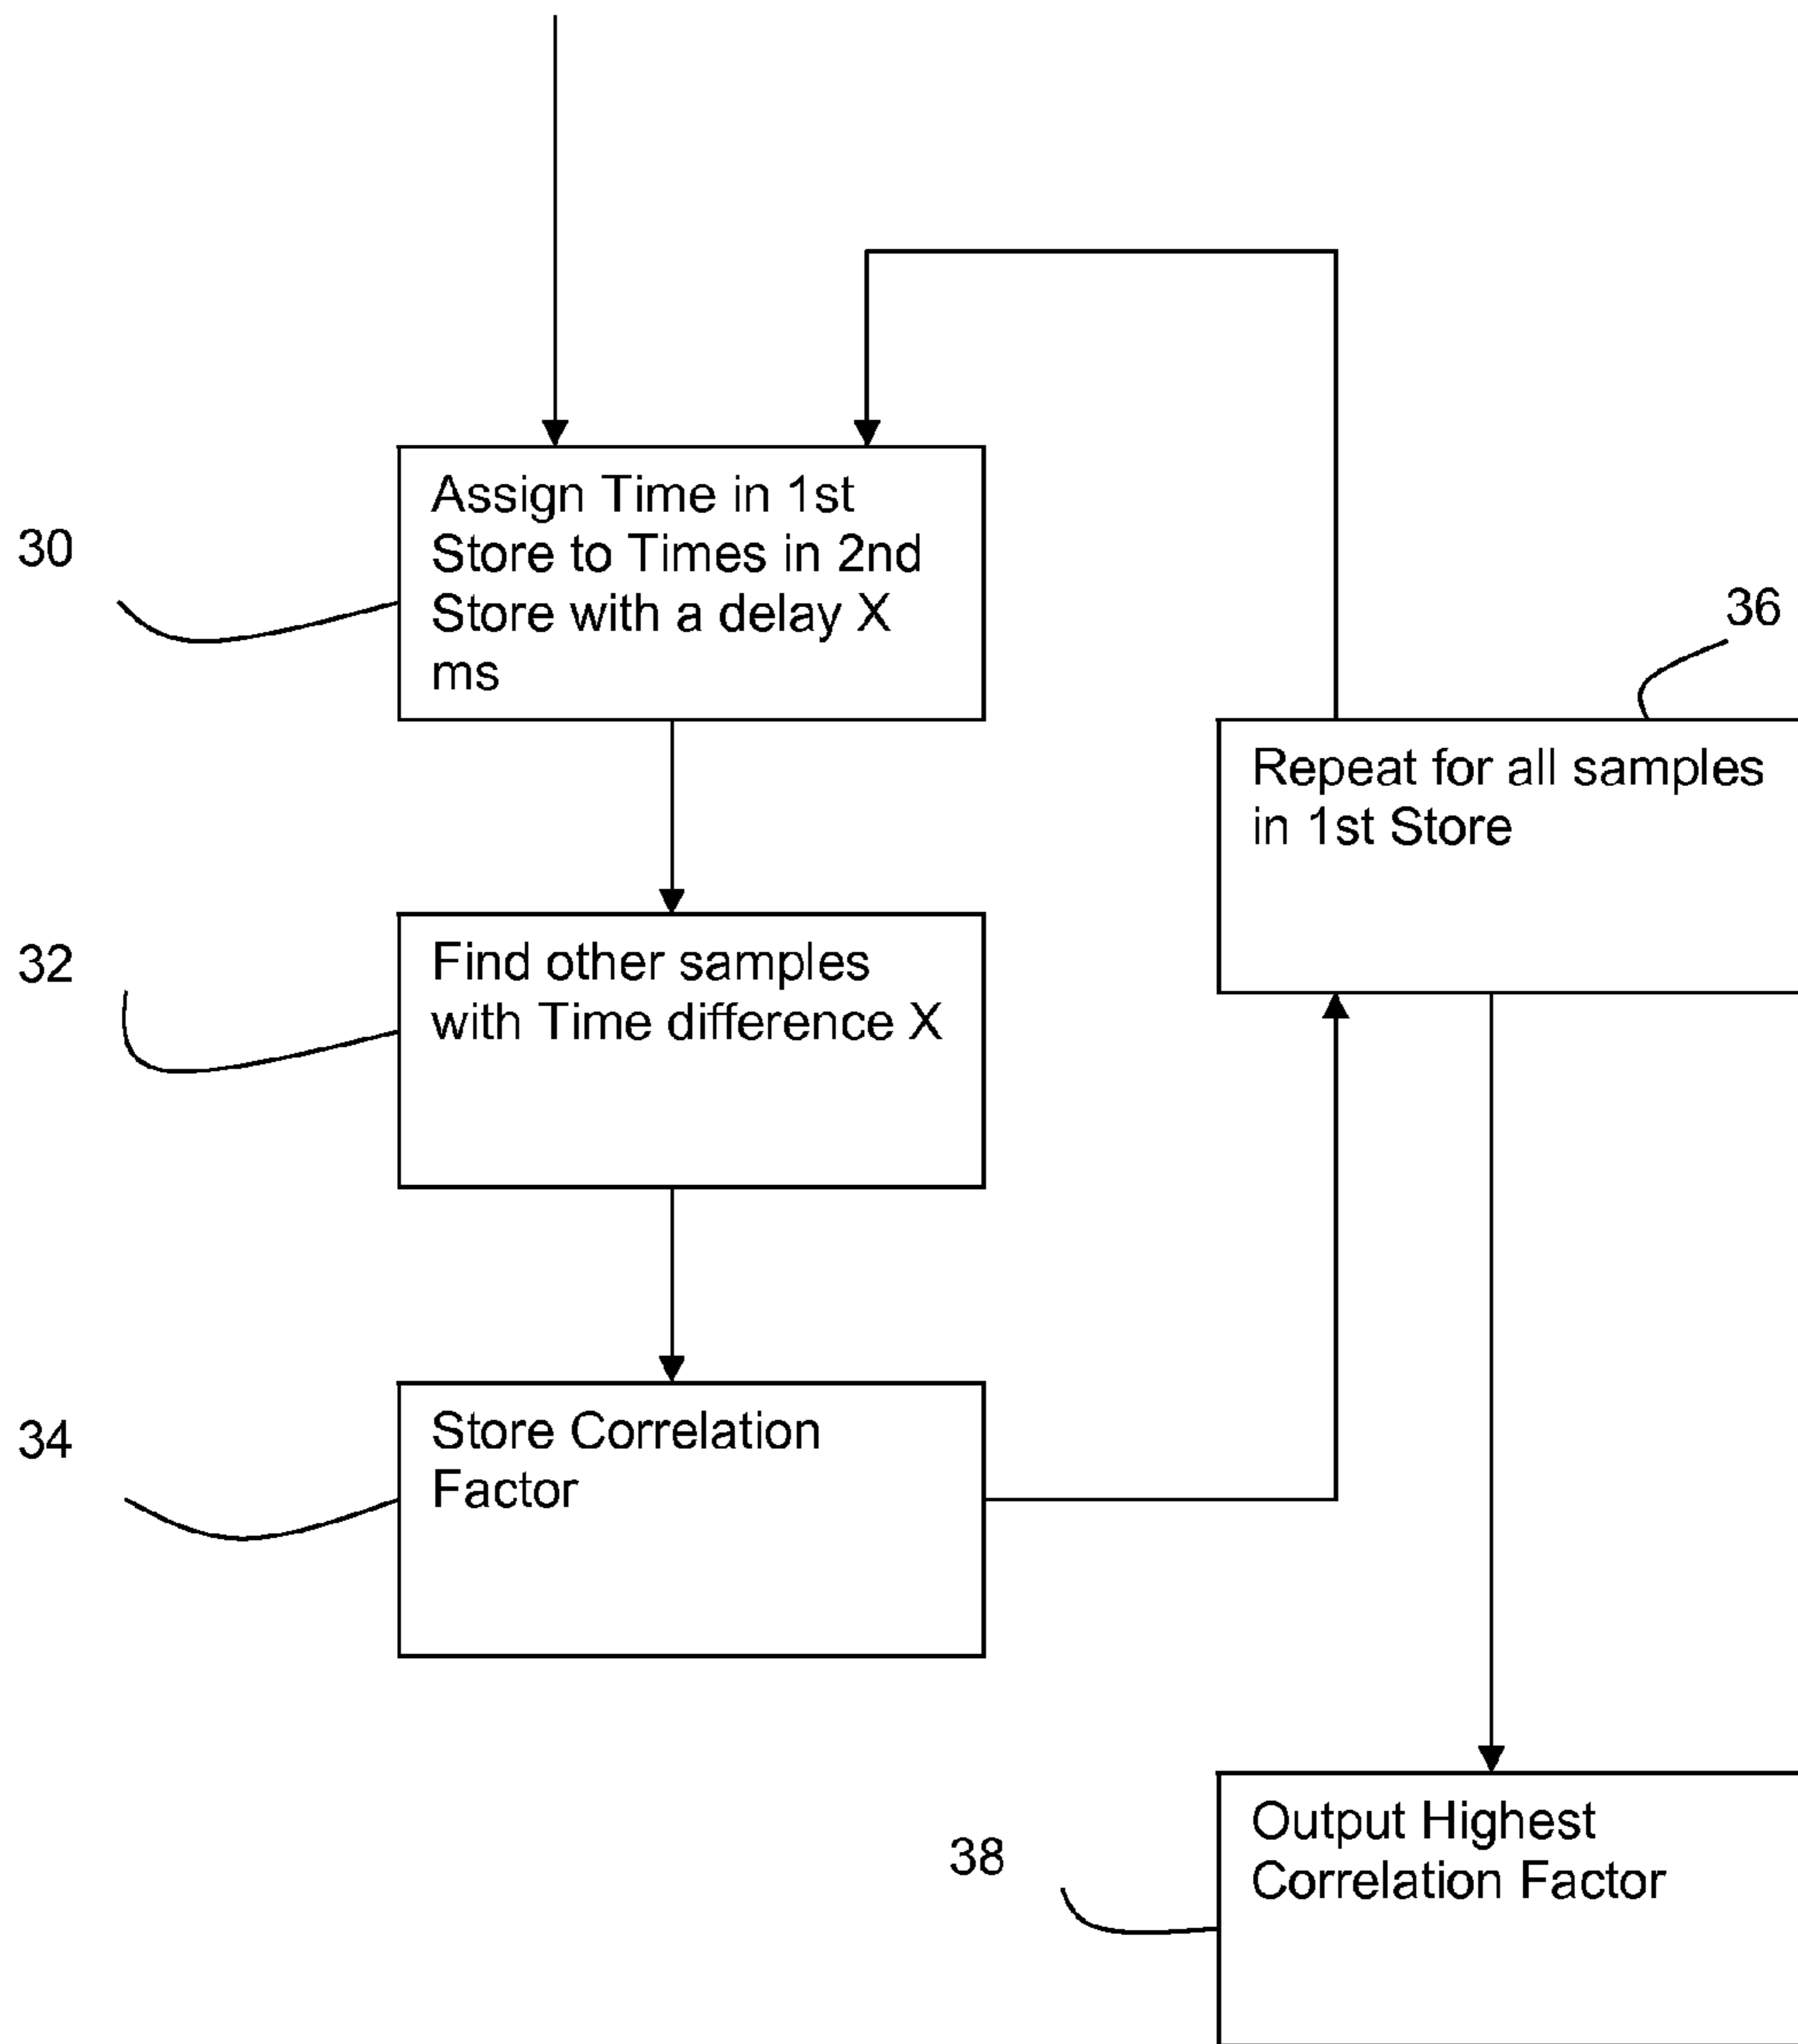 30
Assign Time in 1st
Store to Times in 2nd
Store with a delay X
ms
36
Repeat for all samples
in 1st Store
32
Find other samples
with Time difference X
34
Store Correlation
Factor
38
Output Highest
Correlation Factor